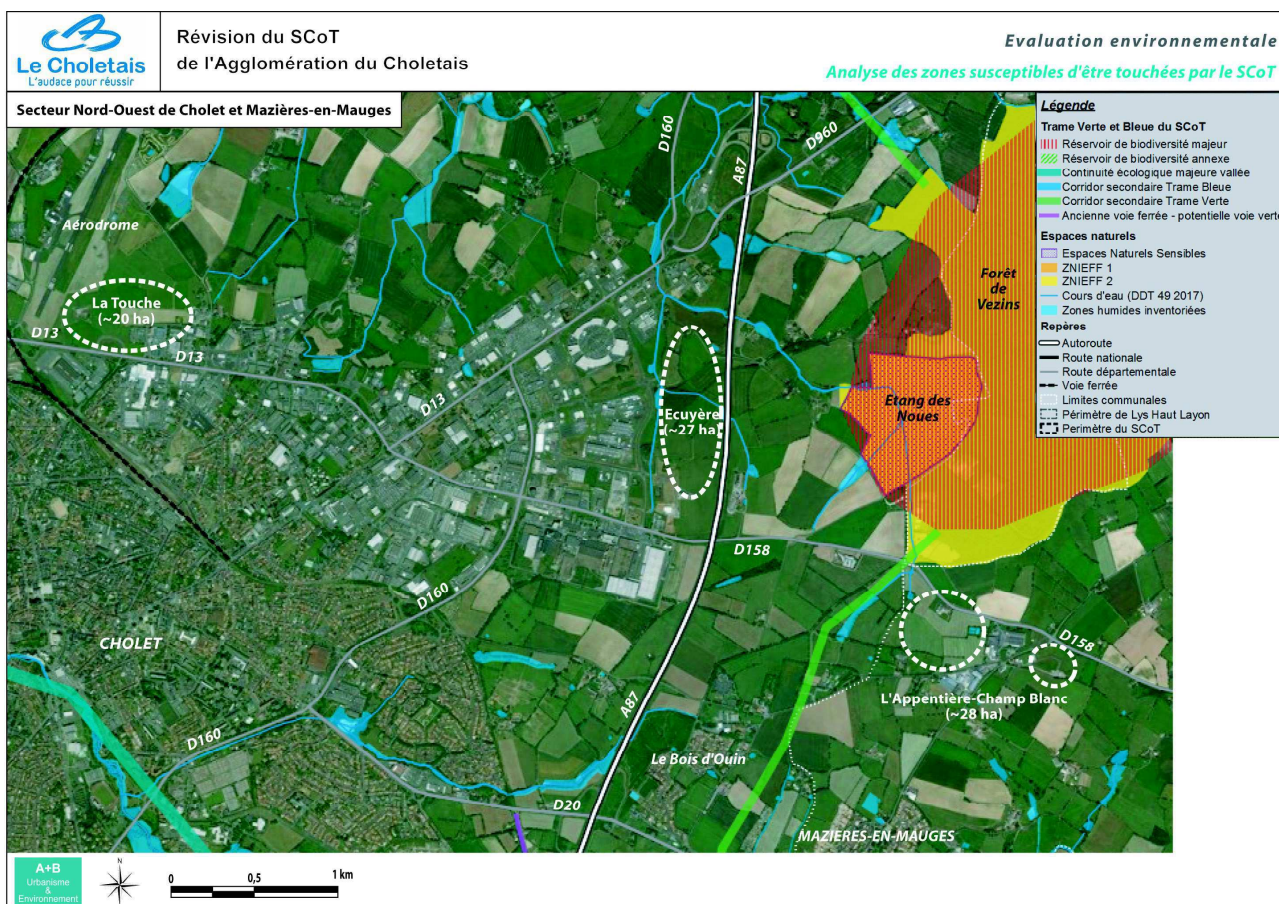 Le Choletais
L'audace pour réussir
Révision du SCoT
de l'Agglomération du Choletais
Evaluation environnementale
Analyse des zones susceptibles d'être touchées par le SCoT
Secteur Nord-Ouest de Cholet et Mazières-en-Mauges
Légende
Trame Verte et Bleue du SCoT
Réservoir de biodiversité majeur
Réservoir de biodiversité annexe
Continuité écologique majeure vallée
Corridor secondaire Trame Bleue
Corridor secondaire Trame Verte
Ancienne voie ferrée - potentielle voie verte
Espaces naturels
Espaces Naturels Sensibles
ZNIEFF 1
ZNIEFF 2
Cours d'eau (DDT 49 2017)
Zones humides inventoriées
Repères
Autoroute
Route nationale
Route départementale
Voie ferrée
Limites communales
Périmètre de Lys Haut Layon
Perimètre du SCoT
D160
A87
D960
Aérodrome
La Touche
(~20 ha)
D13
D13
D13
Forêt
de
Vezins
Etang des
Noues
Ecuyère
(~27 ha)
D158
D160
D158
CHOLET
L'Appentière-Champ Blanc
(~28 ha)
A87
D160
Le Bois d'Ouin
D20
MAZIERES-EN-MAUGES
A+B
Urbanisme
&
Environnement
N
0
0,5
1 km